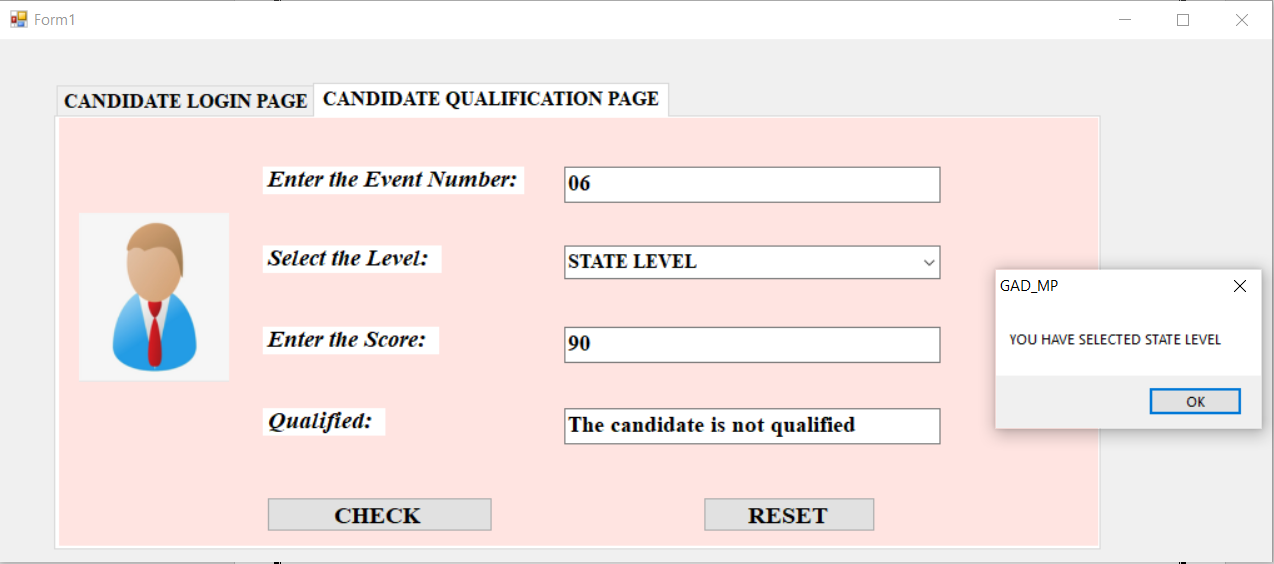 Form1
CANDIDATE LOGIN PAGE
CANDIDATE QUALIFICATION PAGE
Enter the Event Number:
06
Select the Level:
STATE LEVEL
Enter the Score:
90
Qualified:
The candidate is not qualified
CHECK
RESET
GAD_MP
YOU HAVE SELECTED STATE LEVEL
OK